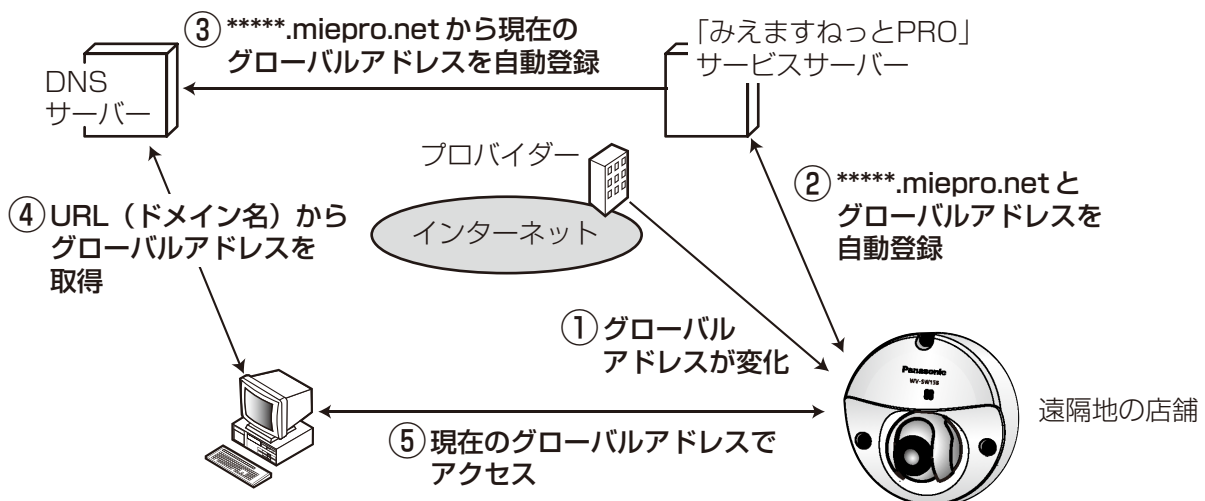 ③*****.miepro.net から現在の
グローバルアドレスを自動登録
「みえますねっとPRO」
サービスサーバー
DNS
サーバー
プロバイダー
インターネット
②*****.miepro.net と
グローバルアドレスを
自動登録
④URL（ドメイン名）から
グローバルアドレスを
取得
①グローバル
アドレスが変化
Panasonic
WV-SW158
遠隔地の店舗
⑤現在のグローバルアドレスで
アクセス